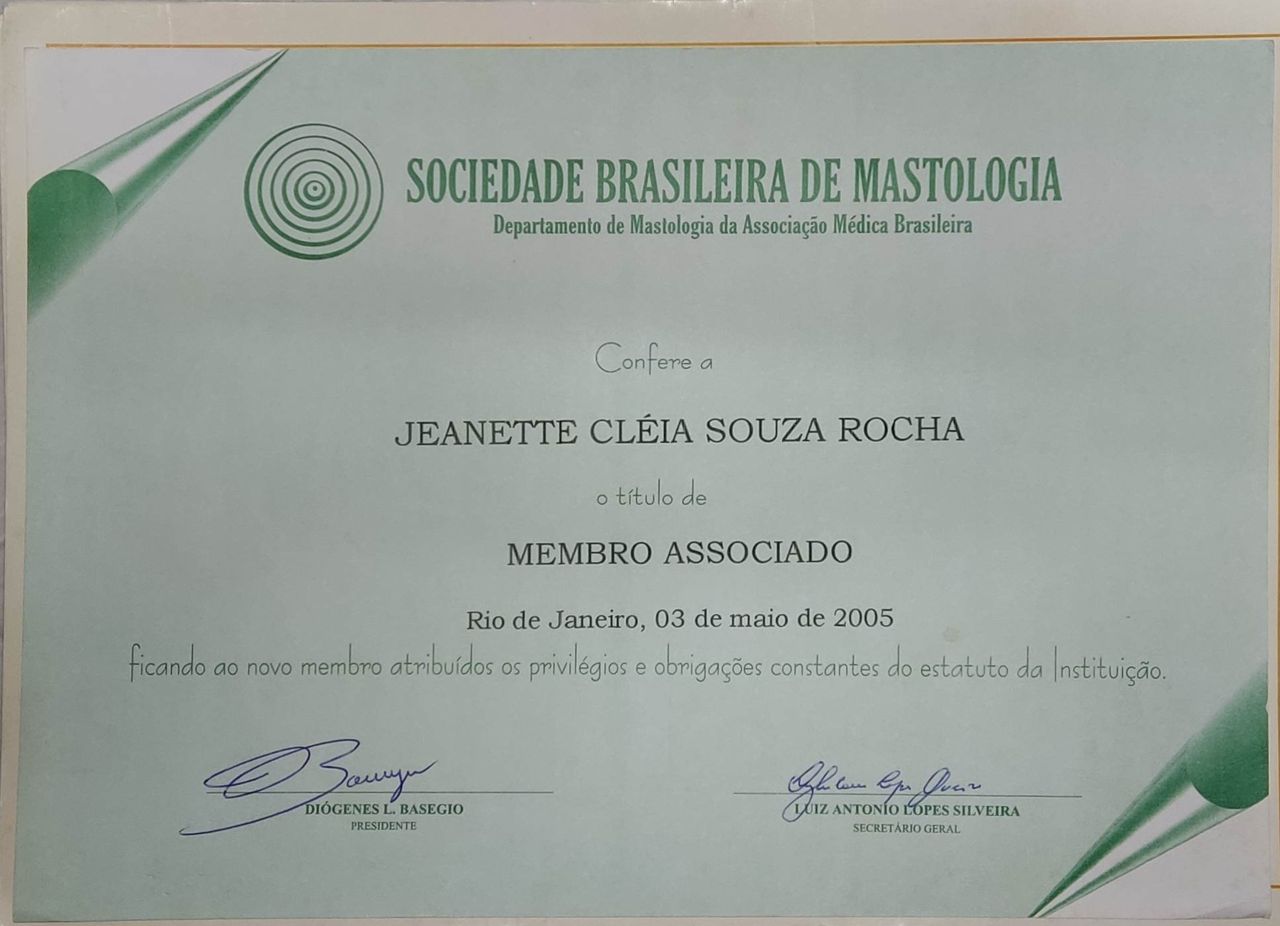 SOCIEDADE BRASILEIRA DE MASTOLOGIA
Departamento de Mastologia da Associação Médica Brasileira
Confere a
JEANETTE CLÉIA SOUZA ROCHA
o título de
MEMBRO ASSOCIADO
Rio de Janeiro, 03 de maio de 2005
ficando ao novo membro atribuídos os privilégios e obrigações constantes do estatuto da Instituição.
DIÓGENES L. BASEGIO
PRESIDENTE
LUIZ ANTONIO LOPES SILVEIRA
SECRETÁRIO GERAL